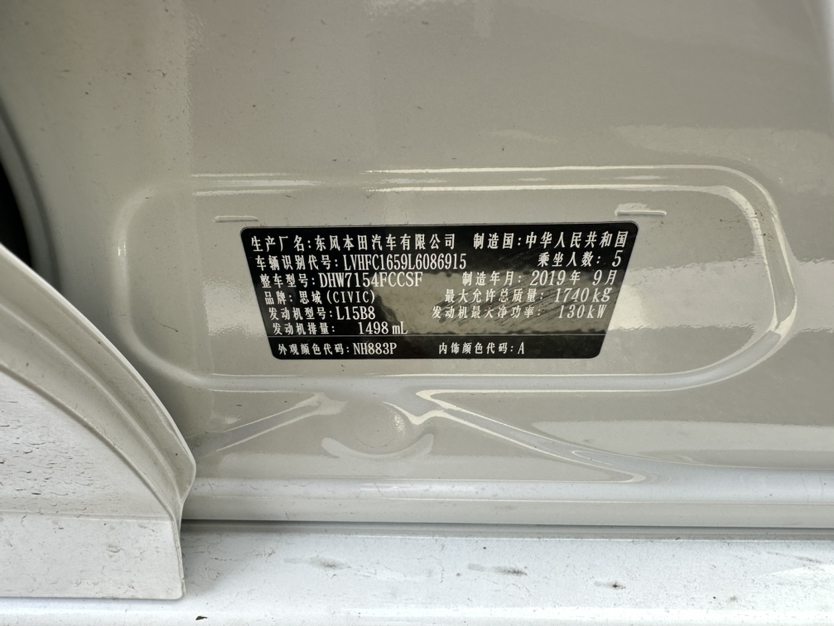 生产厂名:东风本田汽车有限公司 制造国:中华人民共和国
车辆识别代号:LVHFC1659L6086915 乘坐人数:5
整车型号:DHW7154FCCSF 制造年月:2019年9月
品牌:思域(CIVIC) 最大允许总质量:1740kg
发动机型号:L15B8 发动机最大净功率:130kW
发动机排量: 1498mL
外观颜色代码:NH883P 内饰颜色代码:A